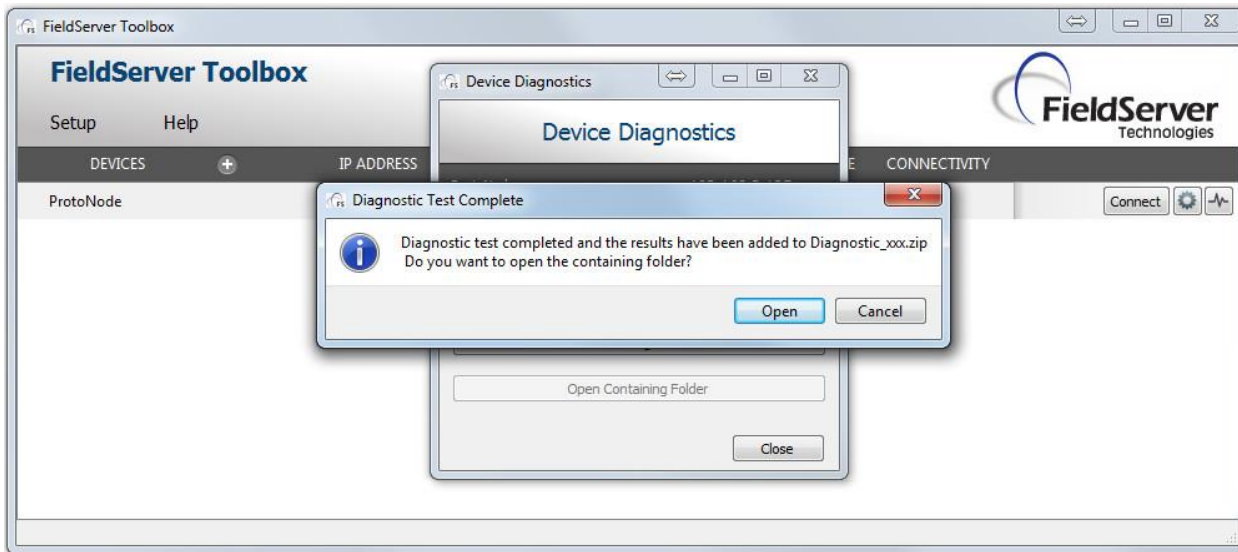 FieldServer Toolbox
FieldServer Toolbox
FieldServer
Technologies
Setup Help
DEVICES IP ADDRESS CONNECTIVITY
ProtoNode
Connect
Device Diagnostics
Device Diagnostics
Diagnostic Test Complete
Diagnostic test completed and the results have been added to Diagnostic_xxx.zip
Do you want to open the containing folder?
Open Cancel
Open Containing Folder
Close